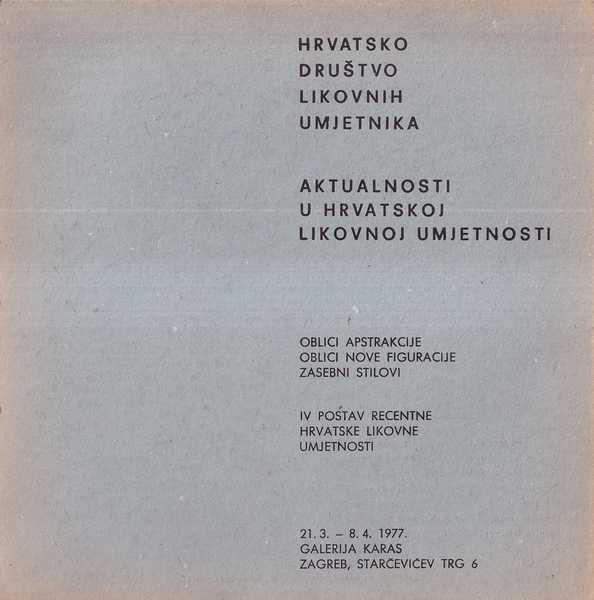 HRVATSKO
DRUŠTVO
LIKOVNIH
UMJETNIKA
AKTUALNOSTI
U HRVATSKOJ
LIKOVNOJ UMJETNOSTI
OBLICI APSTRAKCIJE
OBLICI NOVE FIGURACIJE
ZASEBNI STILOVI
IV POSTAV RECENTNE
HRVATSKE LIKOVNE
UMJETNOSTI
21. 3. – 8. 4. 1977.
GALERIJA KARAS
ZAGREB, STARČEVIĆEV TRG 6